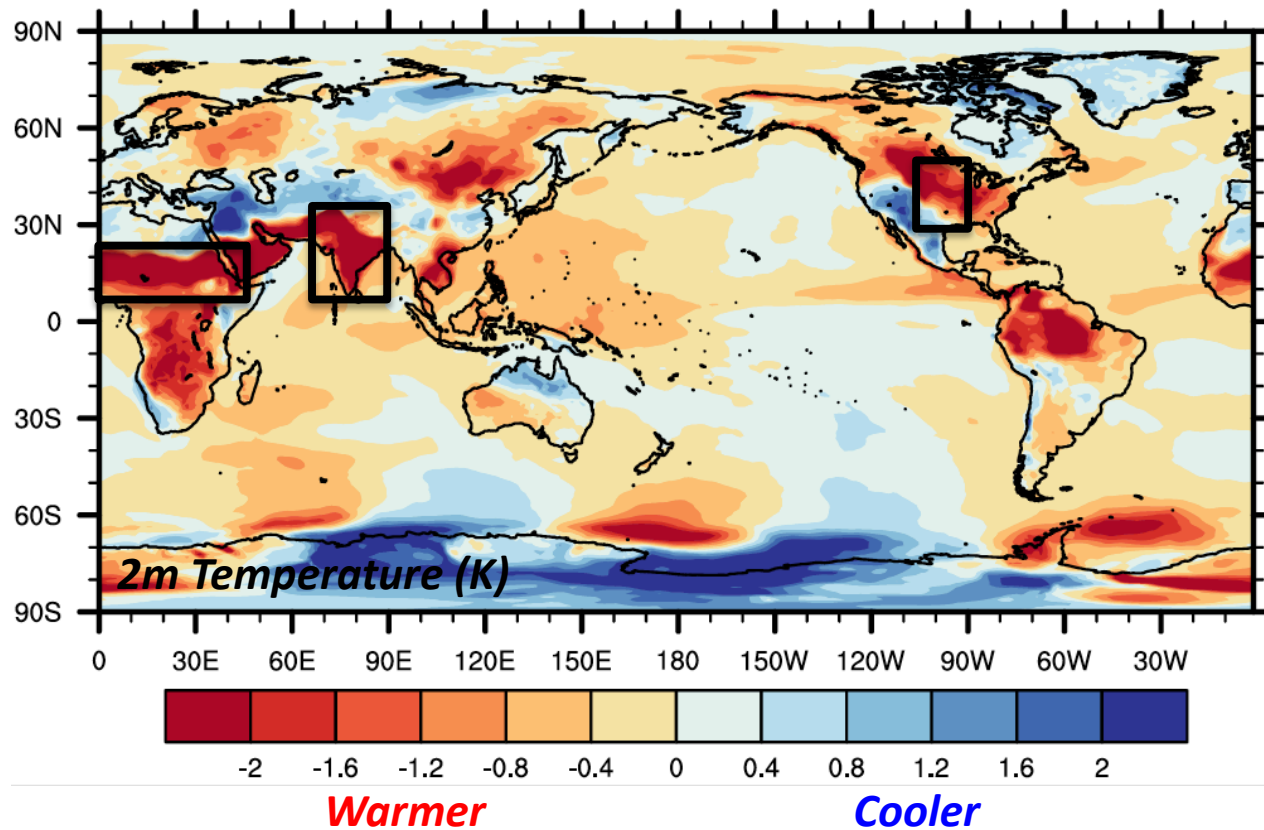 90N
60N
30N
0
30S
60S
2m Temperature (K)
90S
0 30E 60E 90E 120E 150E 180 150W 120W 90W 60W 30W
-2 -1.6 -1.2 -0.8 -0.4 0 0.4 0.8 1.2 1.6 2
Warmer Cooler